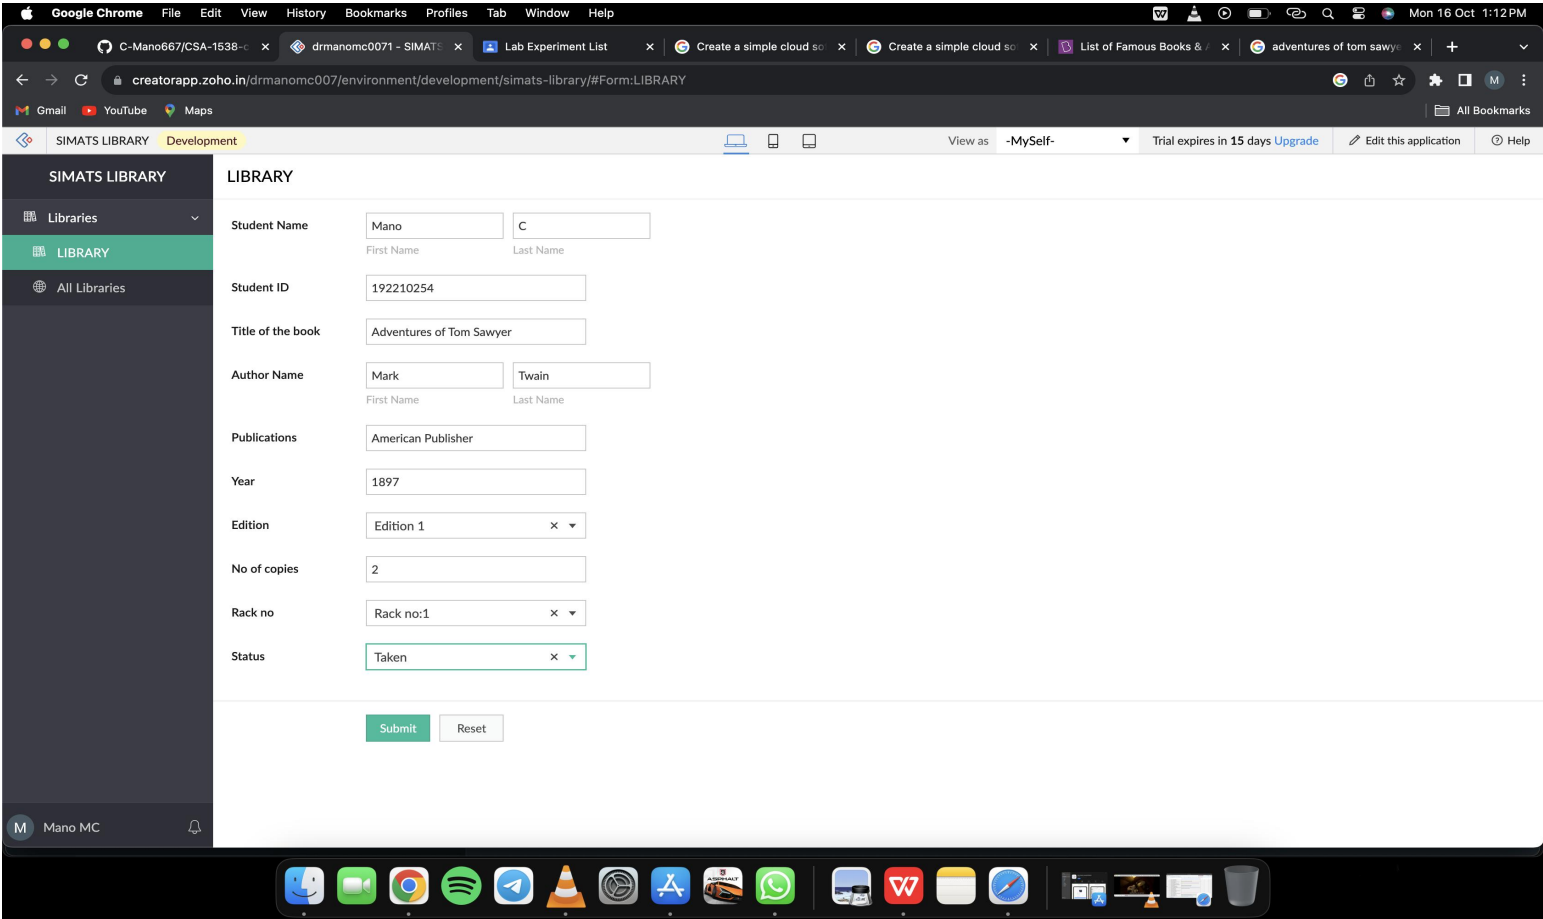 Google Chrome File Edit View History Bookmarks Profiles Tab Window Help Mon 16 Oct 1:12 PM
C-Mano667/CSA-1538-c drmanomc0071 - SIMATS Lab Experiment List Create a simple cloud so Create a simple cloud so List of Famous Books & A adventures of tom sawye
creatorapp.zoho.in/drmanomc007/environment/development/simats-library/#Form:LIBRARY M
Gmail YouTube Maps All Bookmarks
SIMATS LIBRARY Development View as -MySelf- Trial expires in 15 days Upgrade Edit this application Help
SIMATS LIBRARY
Libraries
LIBRARY
All Libraries
LIBRARY
Student Name Mano C
First Name Last Name
Student ID 192210254
Title of the book Adventures of Tom Sawyer
Author Name Mark Twain
First Name Last Name
Publications American Publisher
Year 1897
Edition Edition 1
No of copies 2
Rack no Rack no:1
Status Taken
Submit Reset
M Mano MC
ASPHALT